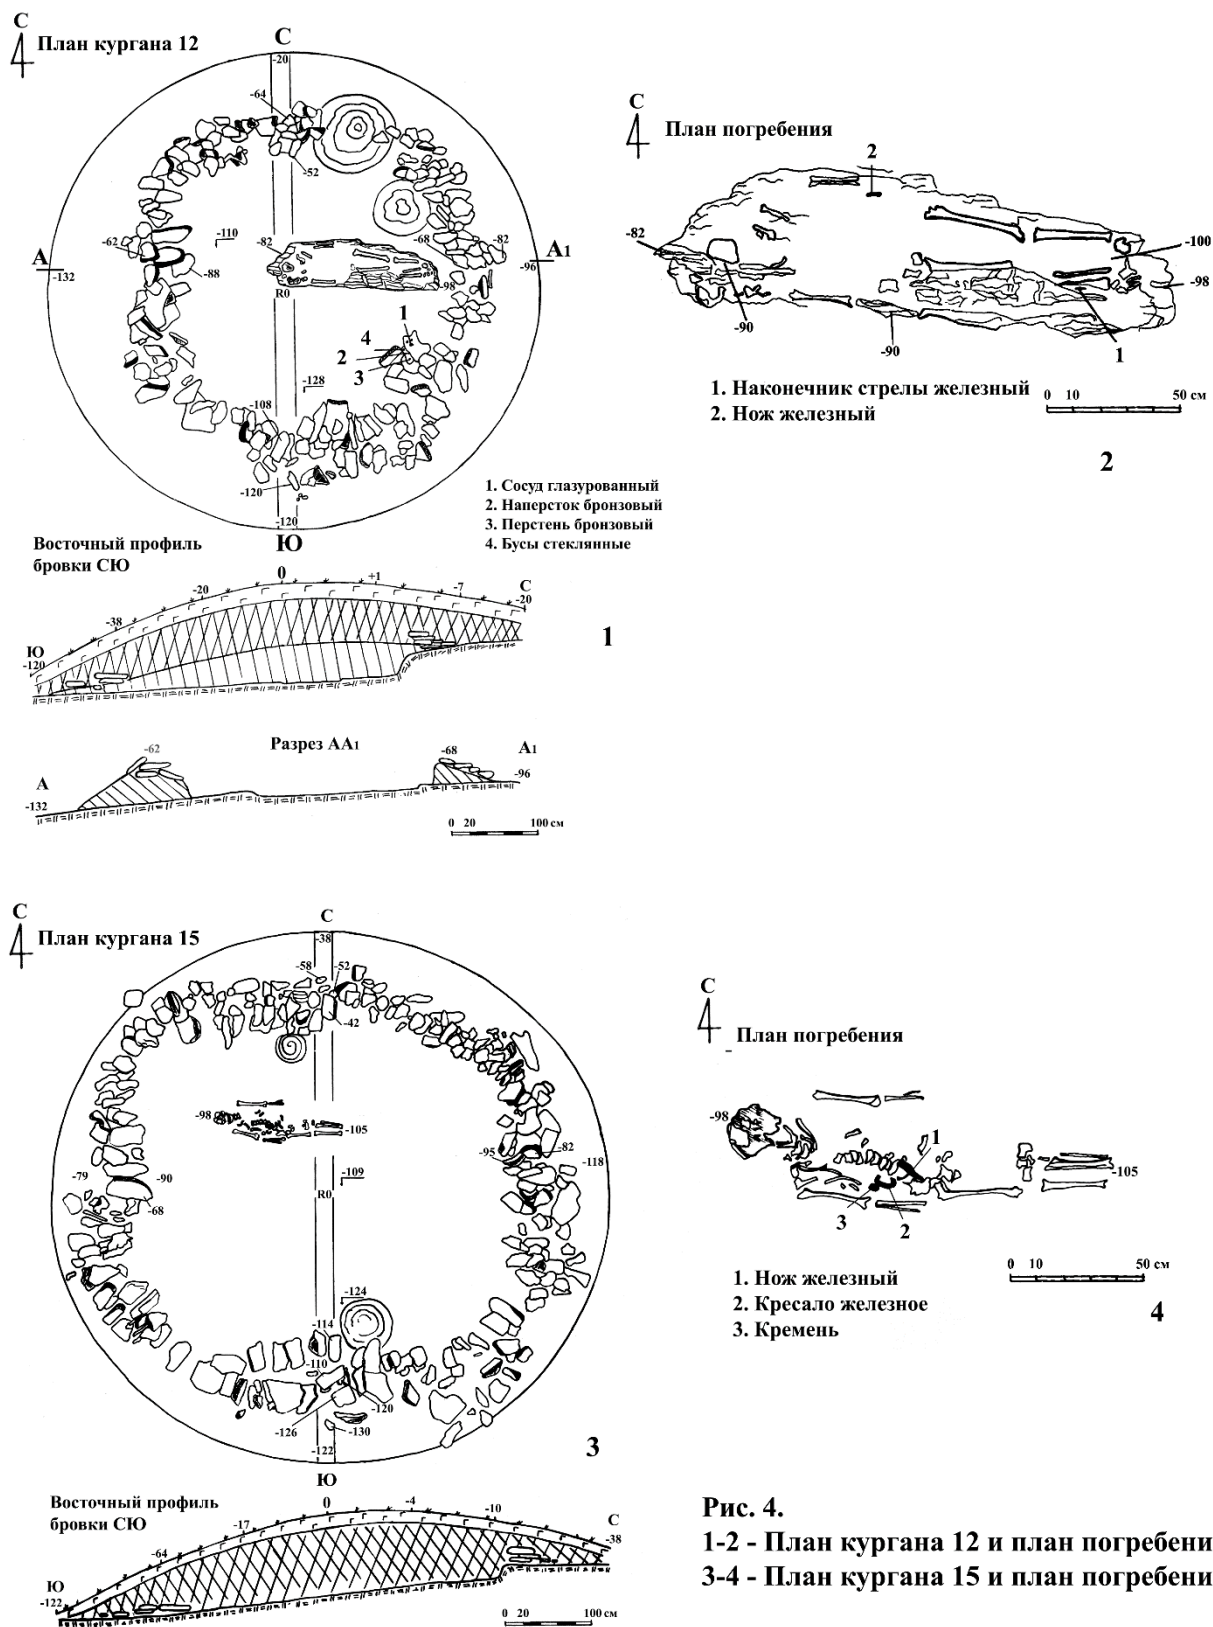 С
План кургана 12
С
-20
-64
-52
-110
-62
-88
-82
-68
-82
А
-132
А1
-96
-98
R0
1
4
2
3
-128
-108
-120
-120
Ю
1. Сосуд глазурованный
2. Наперсток бронзовый
3. Перстень бронзовый
4. Бусы стеклянные
Восточный профиль
бровки СЮ
Ю
-120
-38
-20
0
+1
-7
С
-20
1
Разрез АА1
А
-132
-62
-68
А1
-96
0 20 100 см
С
План погребения
2
-82
-100
-98
-90
-90
1
1. Наконечник стрелы железный
2. Нож железный
0 10 50 см
2
С
План кургана 15
С
-38
-58
-52
-42
-98
-105
-95
-82
-118
-79
-90
-68
-109
R0
-124
-114
-110
-120
-126
-130
-122
Ю
3
Восточный профиль
бровки СЮ
Ю
-122
-64
-17
0
-4
-10
С
-38
0 20 100 см
С
План погребения
-98
1
-105
3
2
1. Нож железный
2. Кресало железное
3. Кремень
0 10 50 см
4
Рис. 4.
1-2 - План кургана 12 и план погребени
3-4 - План кургана 15 и план погребени